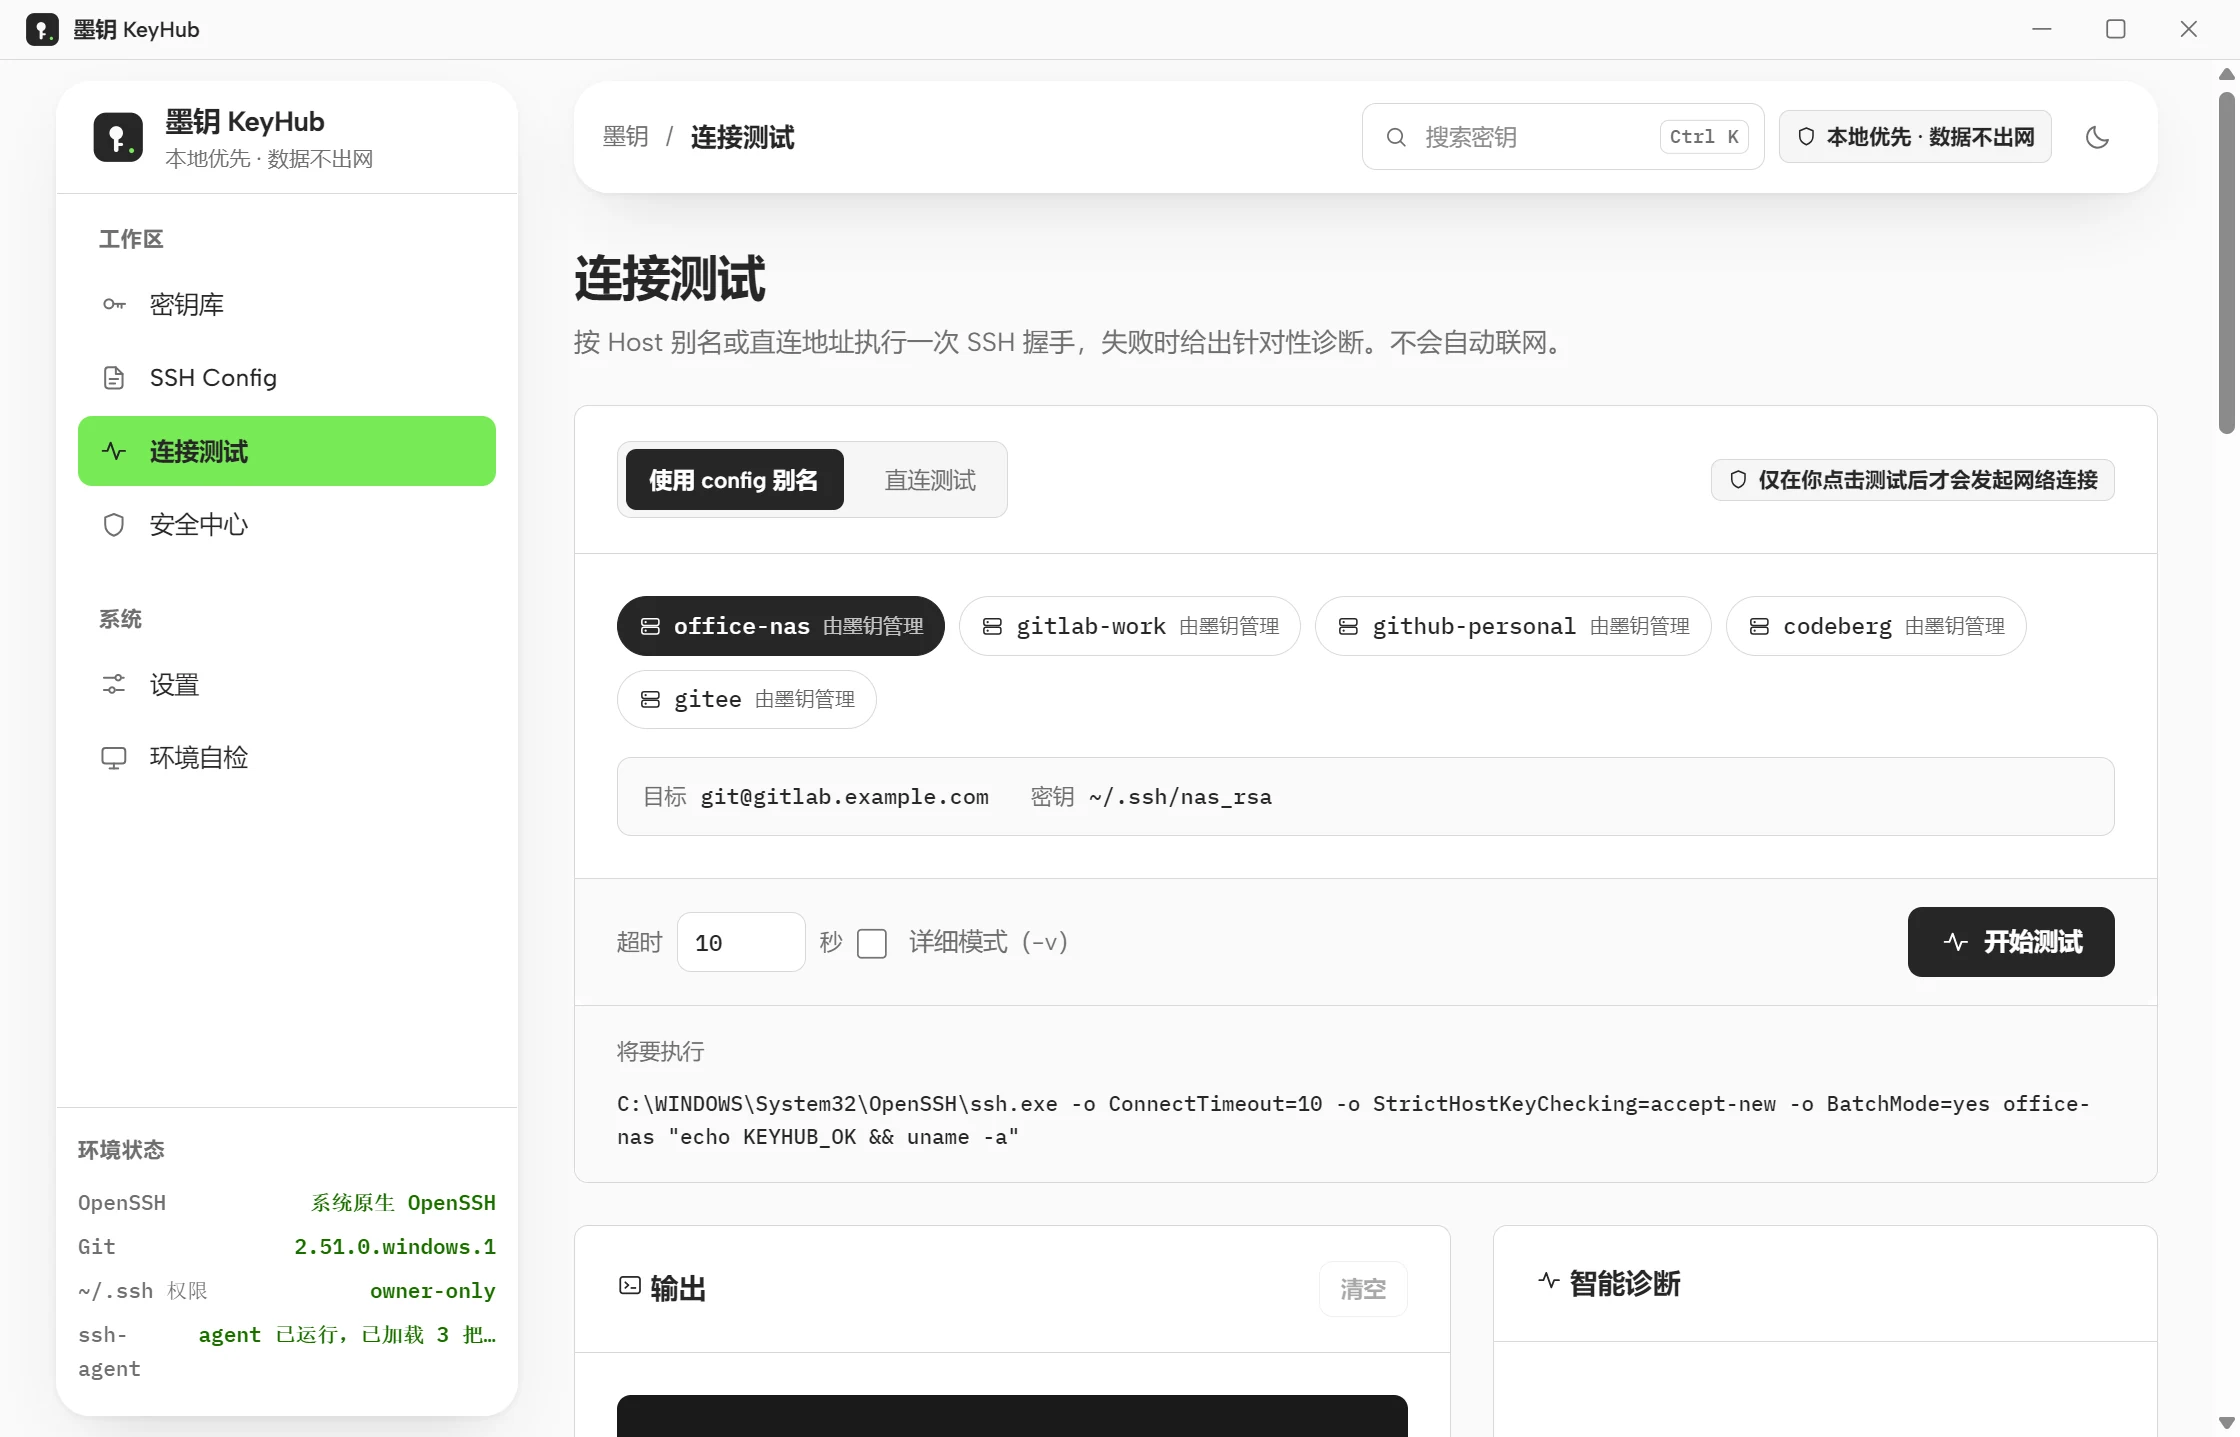 墨钥 KeyHub
墨钥 KeyHub
本地优先 · 数据不出网
工作区
密钥库
SSH Config
连接测试
安全中心
系统
设置
环境自检
环境状态
OpenSSH 系统原生 OpenSSH
Git 2.51.0.windows.1
~/.ssh 权限 owner-only
ssh-agent agent 已运行，已加载 3 把…
墨钥 / 连接测试
搜索密钥 Ctrl K
本地优先 · 数据不出网
连接测试
按 Host 别名或直连地址执行一次 SSH 握手，失败时给出针对性诊断。不会自动联网。
使用 config 别名 直连测试
仅在你点击测试后才会发起网络连接
office-nas 由墨钥管理 gitlab-work 由墨钥管理 github-personal 由墨钥管理 codeberg 由墨钥管理
gitee 由墨钥管理
目标 git@gitlab.example.com 密钥 ~/.ssh/nas_rsa
超时 10 秒 详细模式（-v）
开始测试
将要执行
C:\WINDOWS\System32\OpenSSH\ssh.exe -o ConnectTimeout=10 -o StrictHostKeyChecking=accept-new -o BatchMode=yes office-
nas "echo KEYHUB_OK && uname -a"
输出 清空
智能诊断